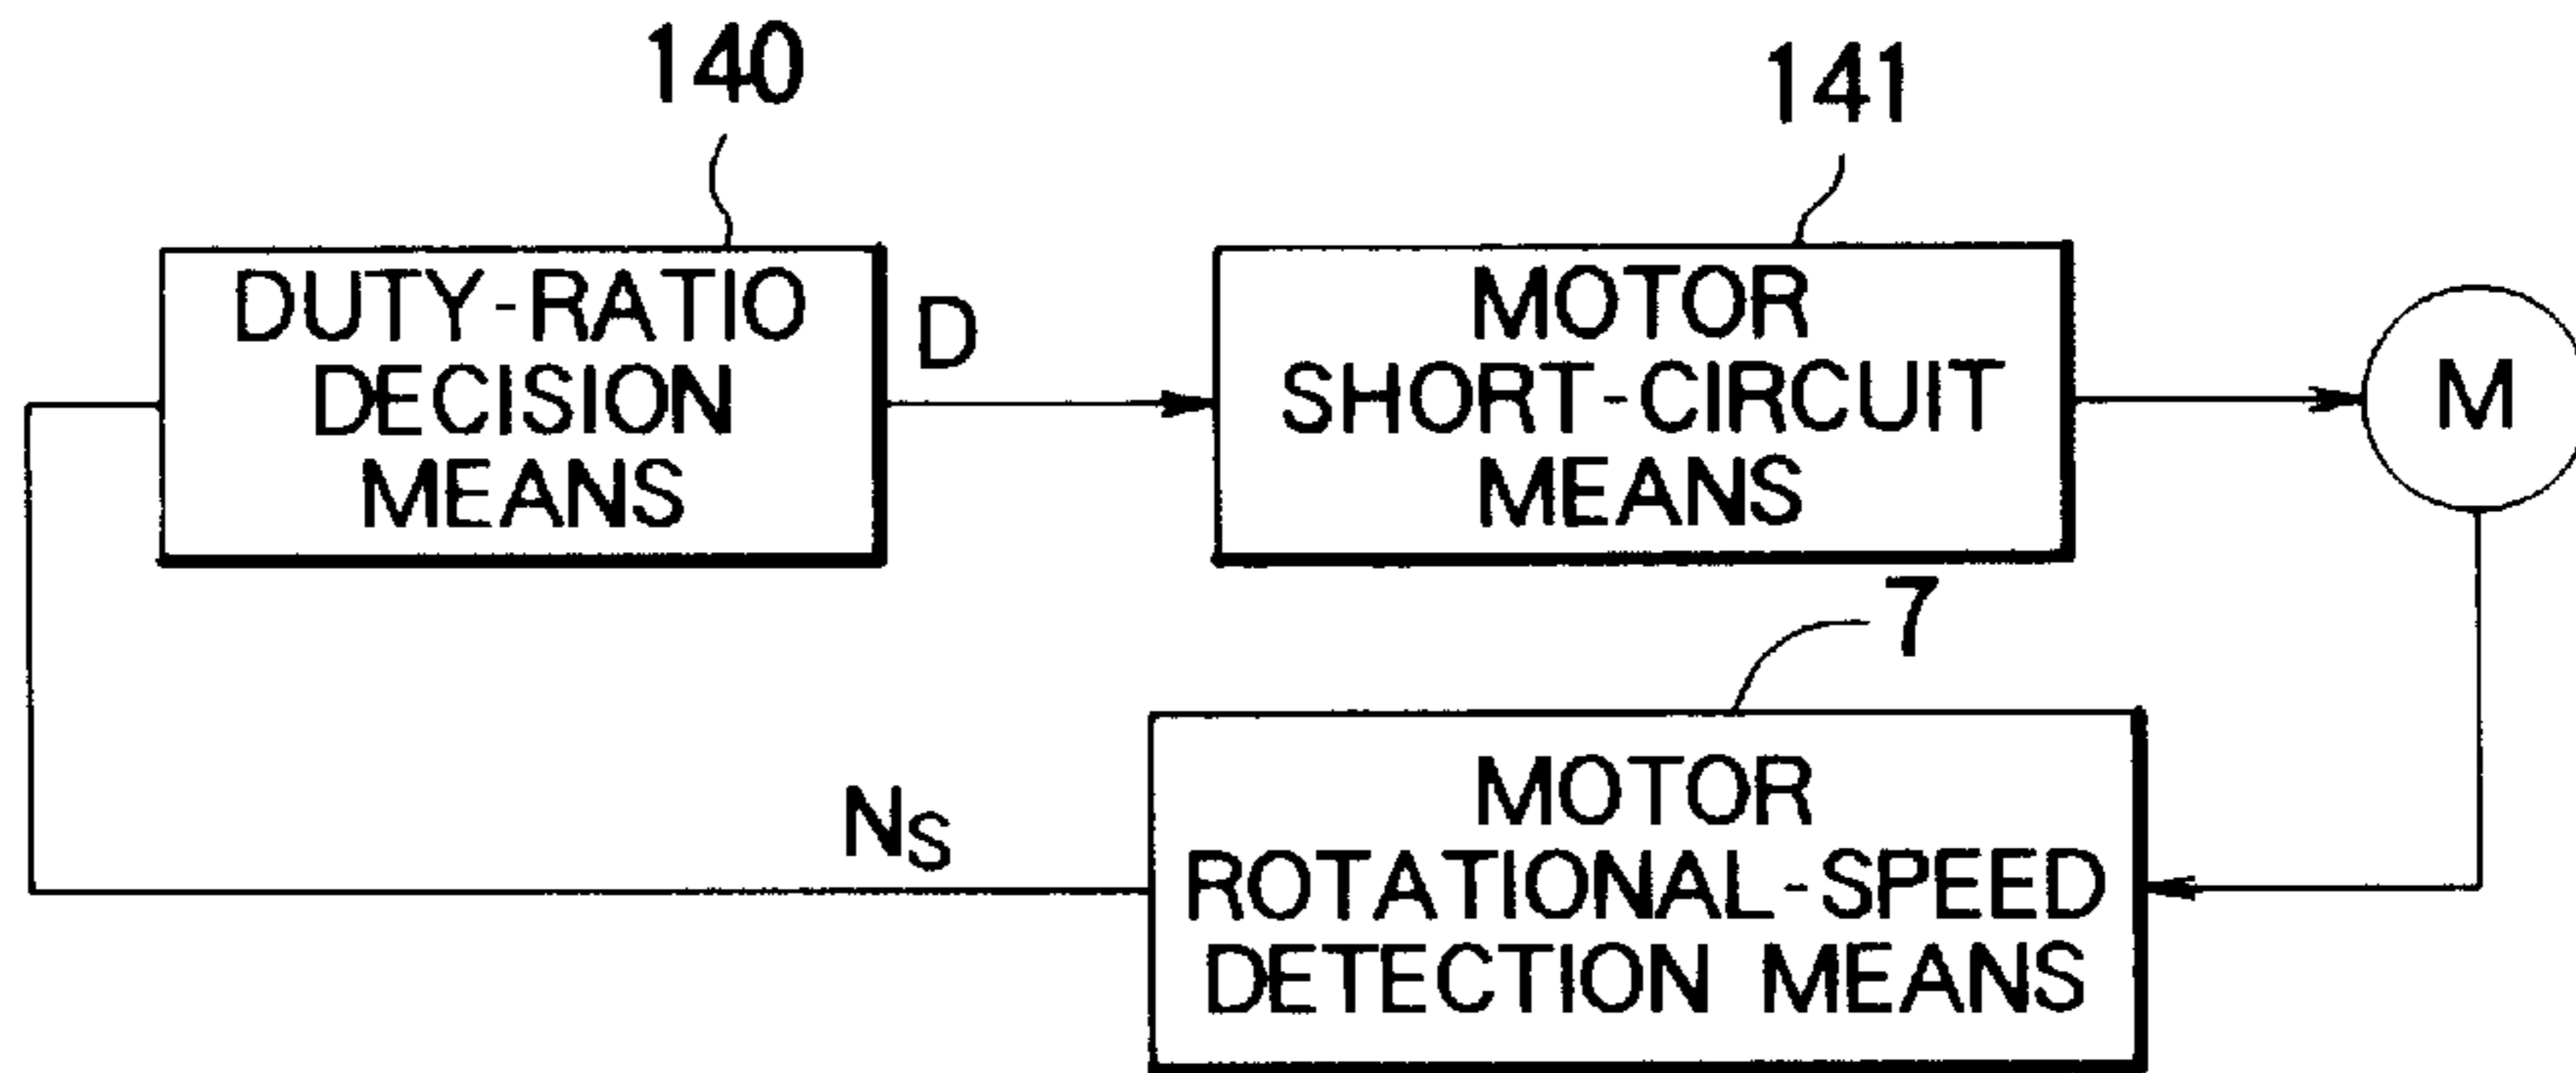 140
141
DUTY-RATIO
DECISION
MEANS
D
MOTOR
SHORT-CIRCUIT
MEANS
M
7
MOTOR
ROTATIONAL-SPEED
DETECTION MEANS
NS